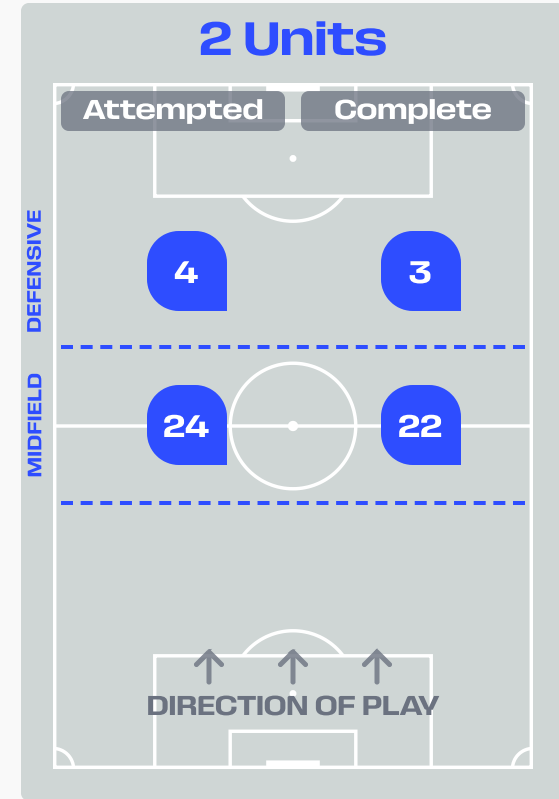 2 Units
Attempted Complete
DEFENSIVE
4 3
MIDFIELD
24 22
DIRECTION OF PLAY